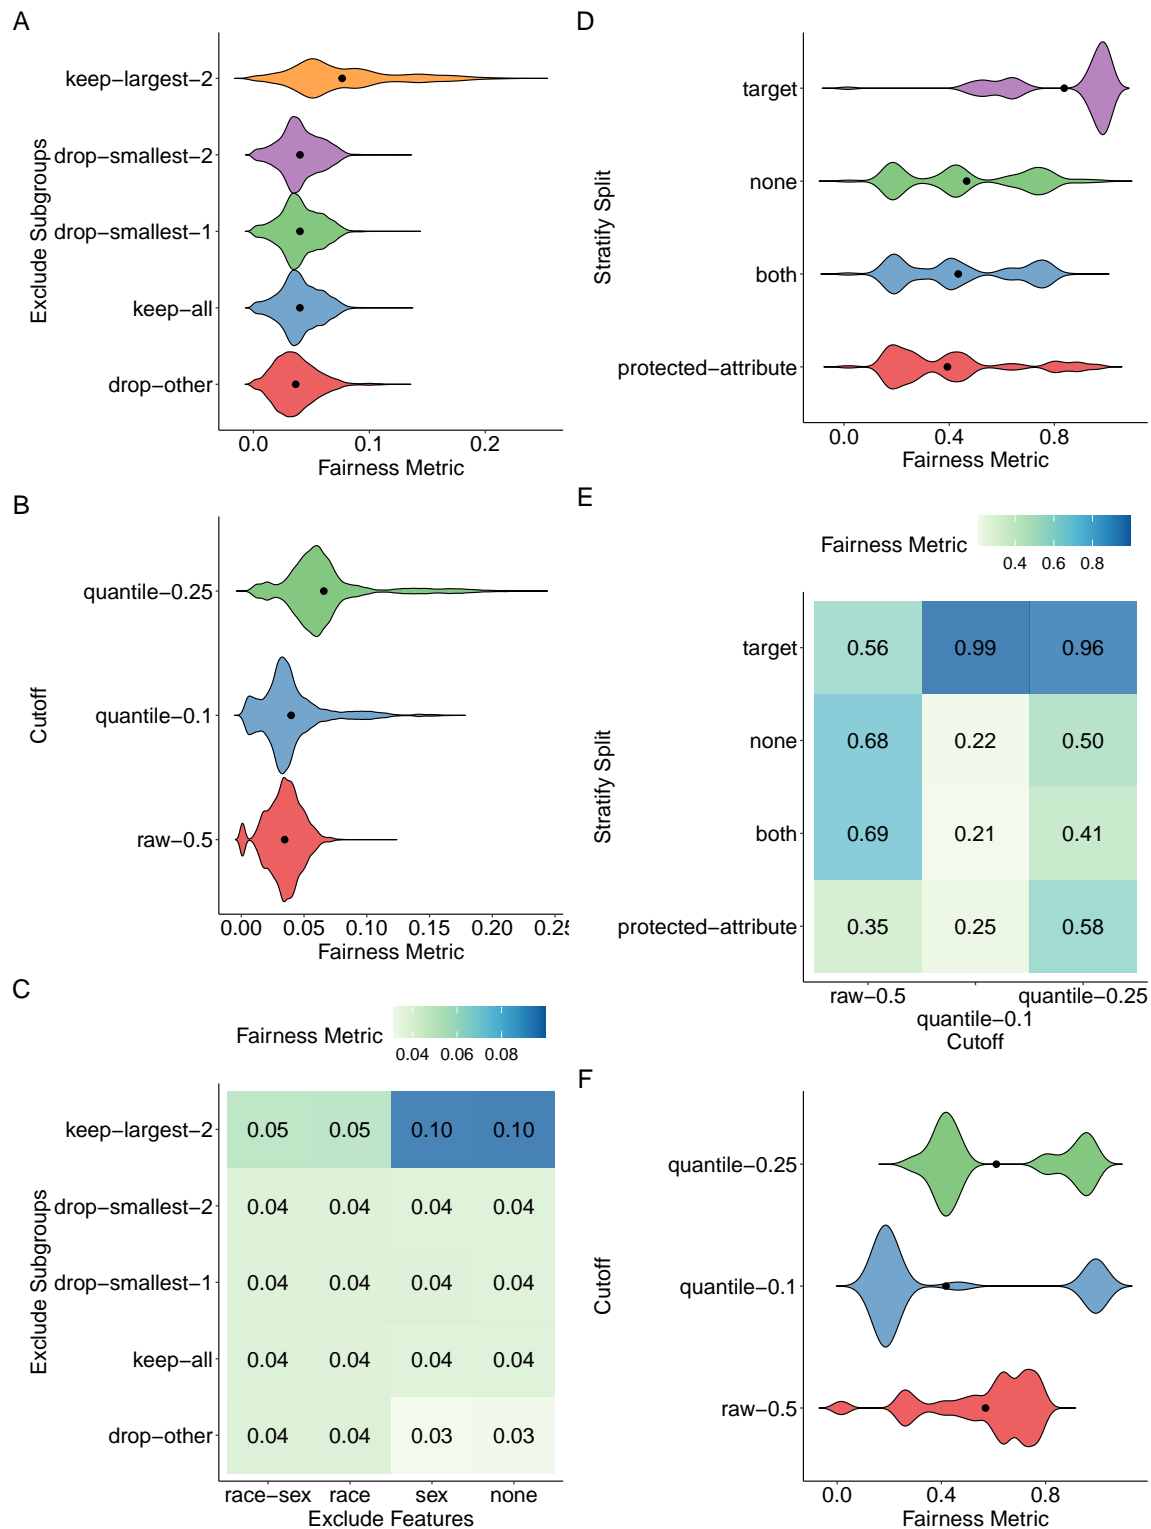 A
Exclude Subgroups
keep−largest−2
drop−smallest−2
drop−smallest−1
keep−all
drop−other
0.0 0.1 0.2
Fairness Metric
B
Cutoff
quantile−0.25
quantile−0.1
raw−0.5
0.00 0.05 0.10 0.15 0.20 0.25
Fairness Metric
C
Fairness Metric
0.04 0.06 0.08
Exclude Subgroups
keep−largest−2 0.05 0.05 0.10 0.10
drop−smallest−2 0.04 0.04 0.04 0.04
drop−smallest−1 0.04 0.04 0.04 0.04
keep−all 0.04 0.04 0.04 0.04
drop−other 0.04 0.04 0.03 0.03
race−sex race sex none
Exclude Features
D
Stratify Split
target
none
both
protected−attribute
0.0 0.4 0.8
Fairness Metric
E
Fairness Metric
0.4 0.6 0.8
Stratify Split
target 0.56 0.99 0.96
none 0.68 0.22 0.50
both 0.69 0.21 0.41
protected−attribute 0.35 0.25 0.58
raw−0.5 quantile−0.25
quantile−0.1
Cutoff
F
Cutoff
quantile−0.25
quantile−0.1
raw−0.5
0.0 0.4 0.8
Fairness Metric